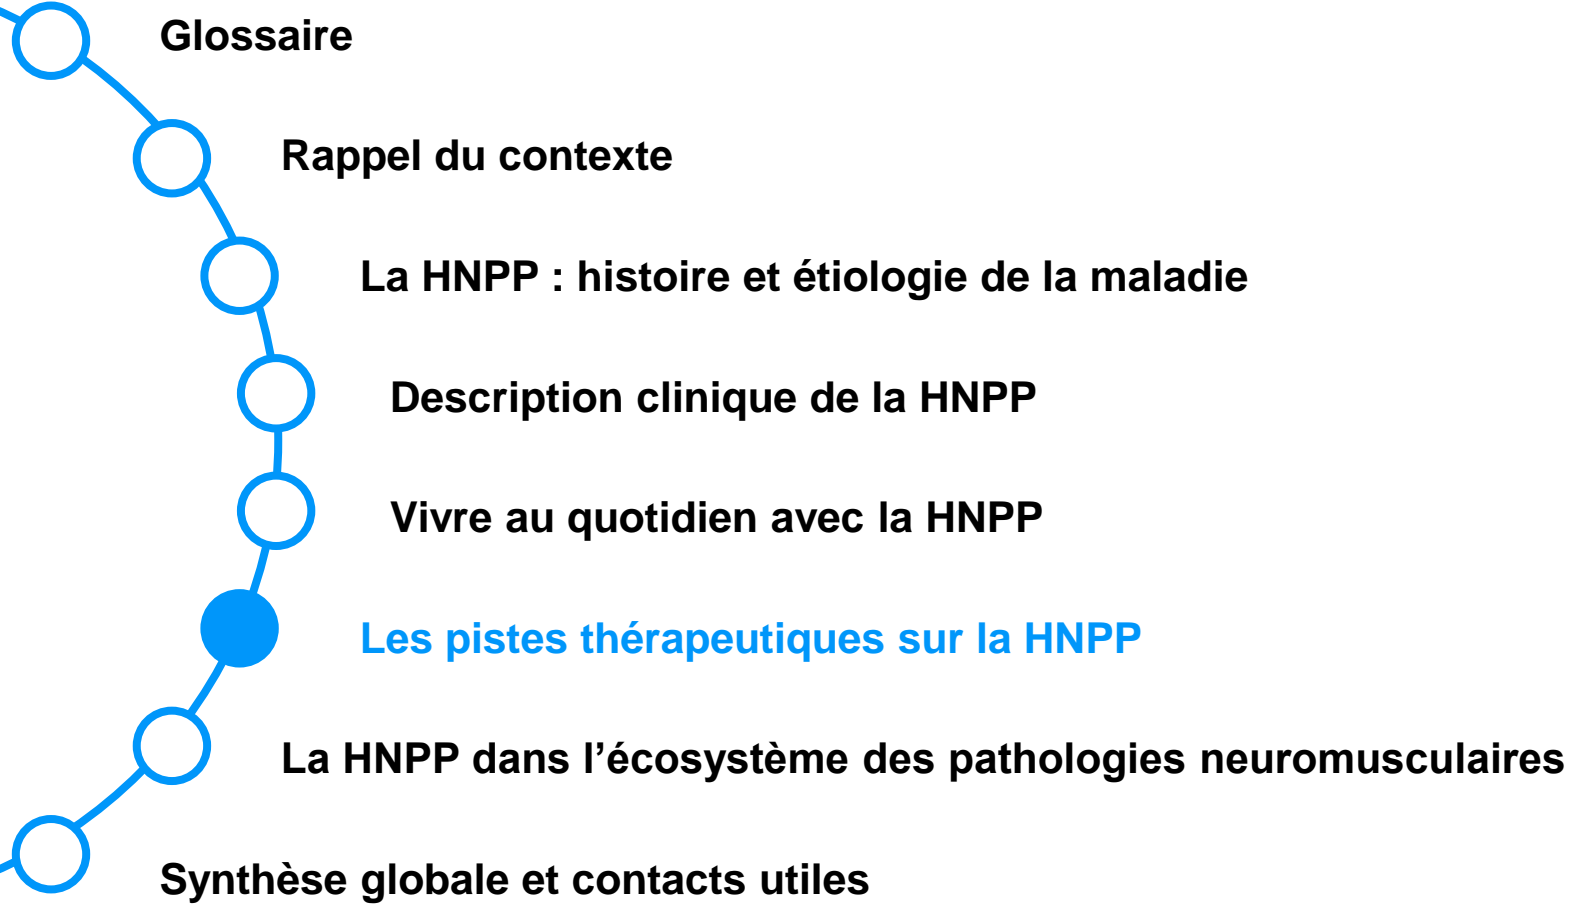 Glossaire
Rappel du contexte
La HNPP : histoire et étiologie de la maladie
Description clinique de la HNPP
Vivre au quotidien avec la HNPP
Les pistes thérapeutiques sur la HNPP
La HNPP dans l’écosystème des pathologies neuromusculaires
Synthèse globale et contacts utiles